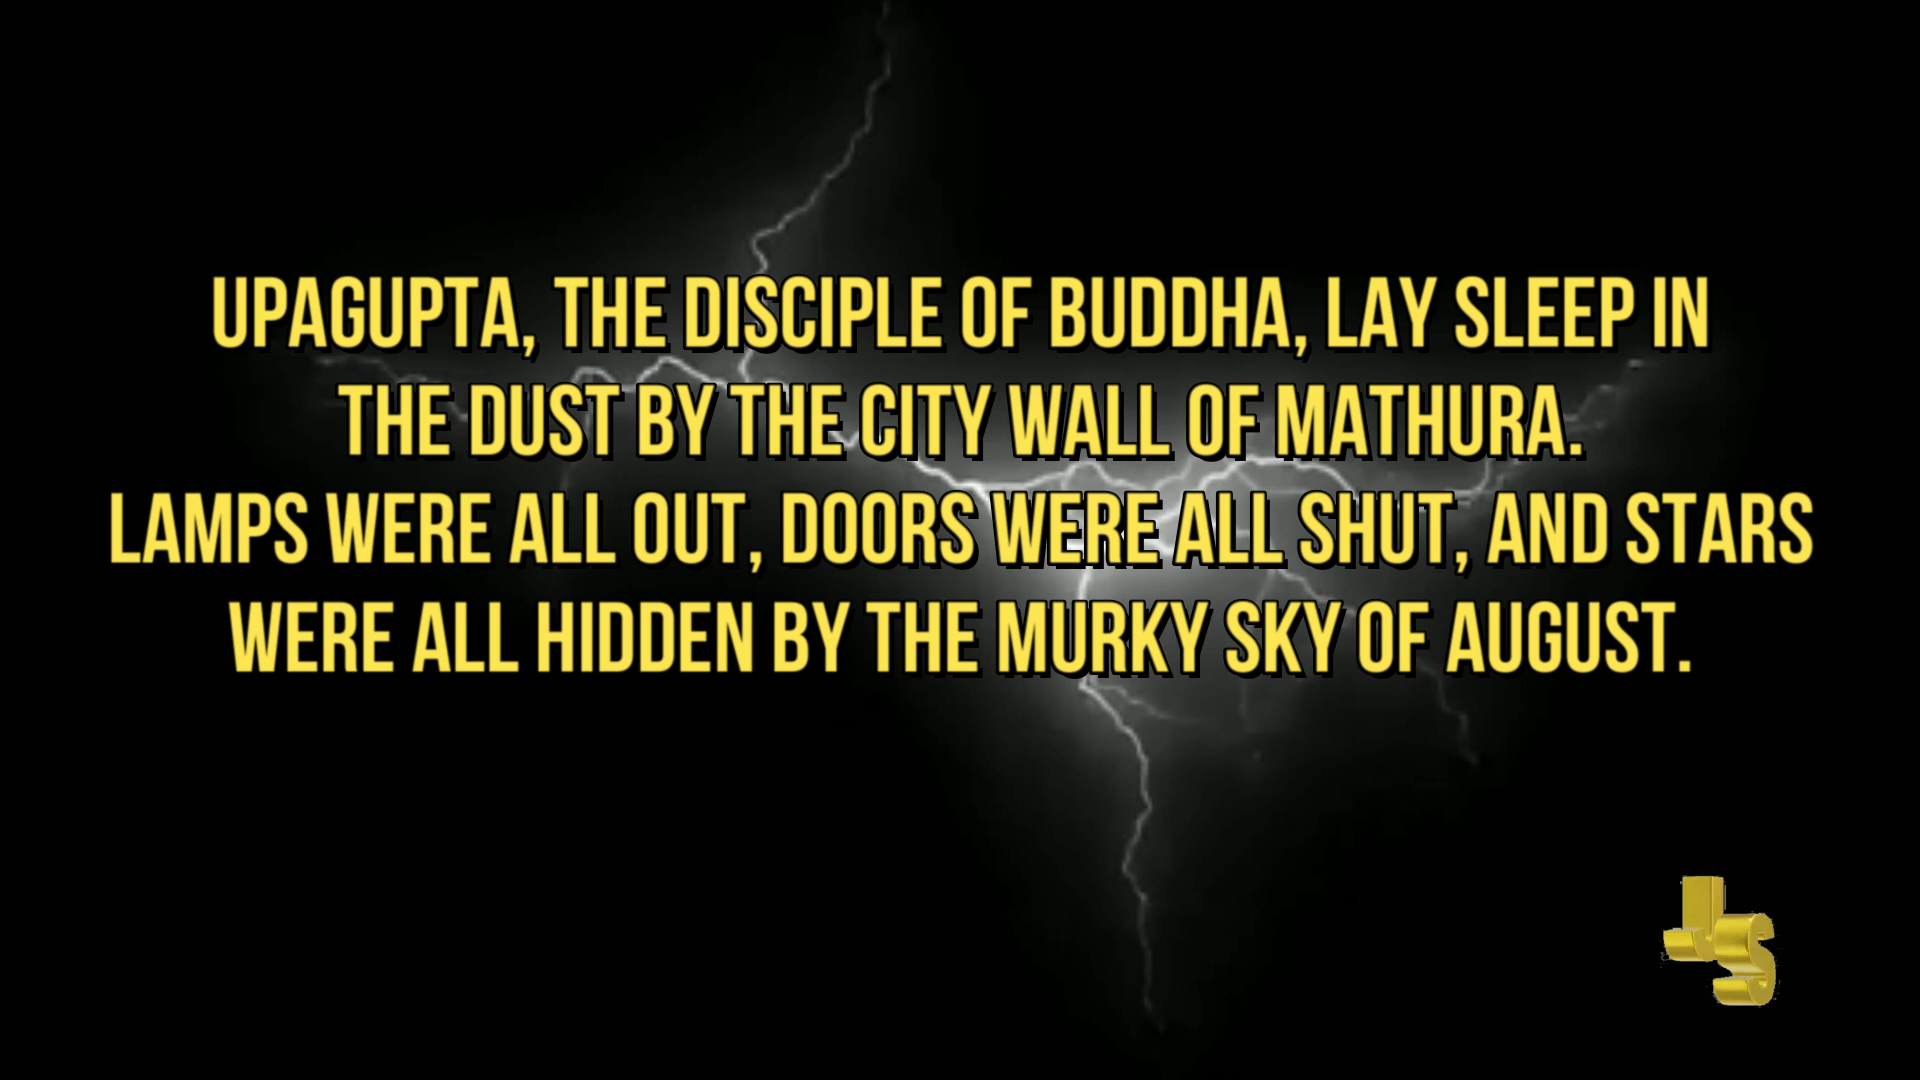 UPAGUPTA, THE DISCIPLE OF BUDDHA, LAY SLEEP IN
THE DUST BY THE CITY WALL OF MATHURA.
LAMPS WERE ALL OUT, DOORS WERE ALL SHUT, AND STARS
WERE ALL HIDDEN BY THE MURKY SKY OF AUGUST.
JS